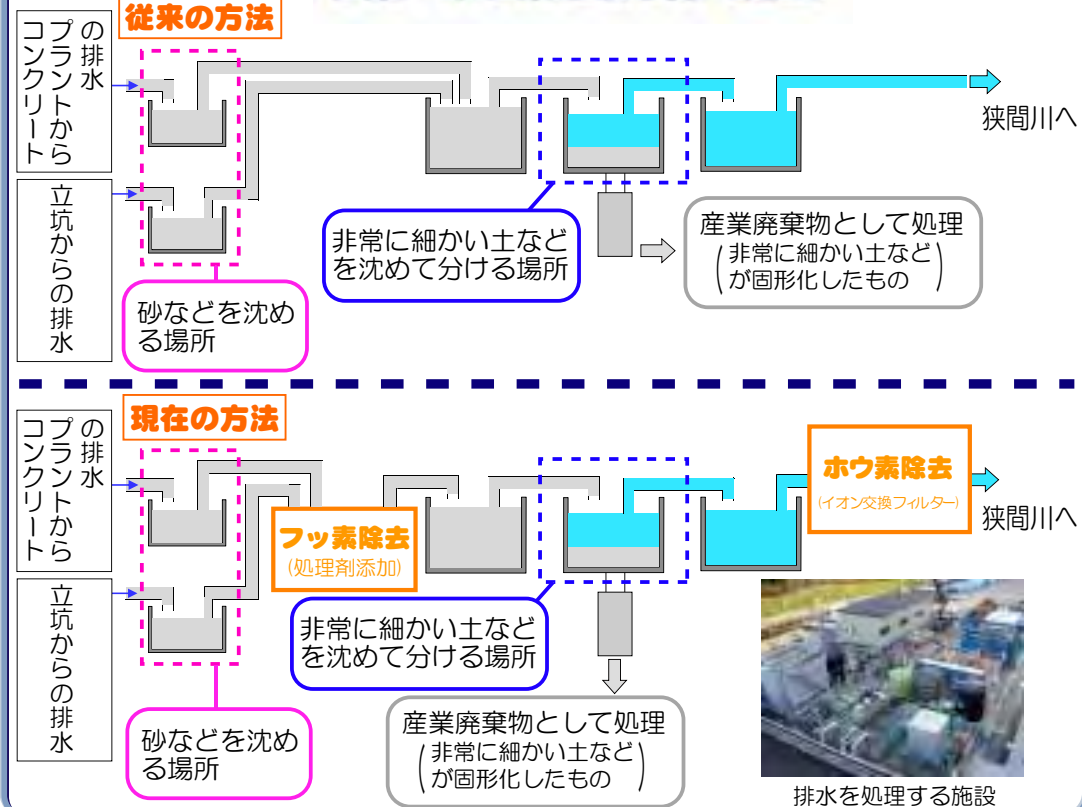 従来の方法
コンクリート
プラントから
の排水
立坑からの排水
狭間川へ
非常に細かい土など
を沈めて分ける場所
産業廃棄物として処理
(非常に細かい土など
が固形化したもの)
砂などを沈め
る場所
現在の方法
コンクリート
プラントから
の排水
立坑からの排水
フッ素除去
(処理剤添加)
ホウ素除去
(イオン交換フィルター)
狭間川へ
非常に細かい土など
を沈めて分ける場所
砂などを沈め
る場所
産業廃棄物として処理
(非常に細かい土など
が固形化したもの)
排水を処理する施設